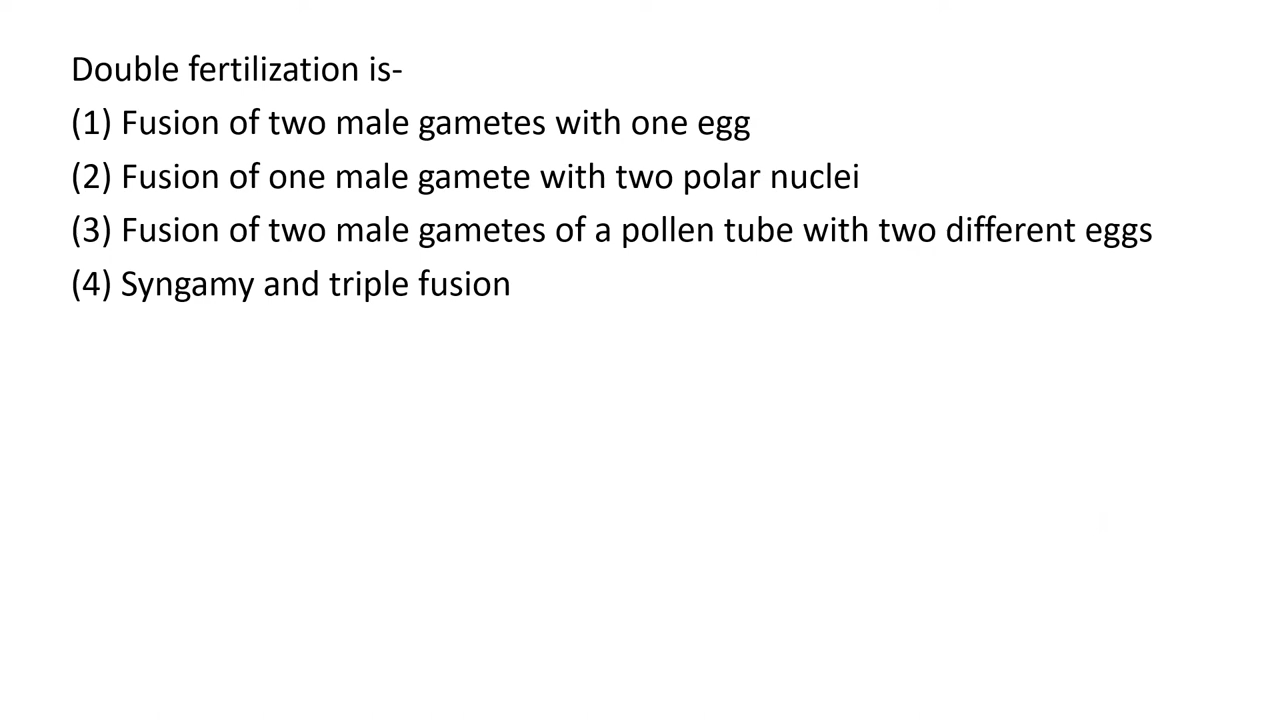 Double fertilization is-
(1) Fusion of two male gametes with one egg
(2) Fusion of one male gamete with two polar nuclei
(3) Fusion of two male gametes of a pollen tube with two different eggs
(4) Syngamy and triple fusion